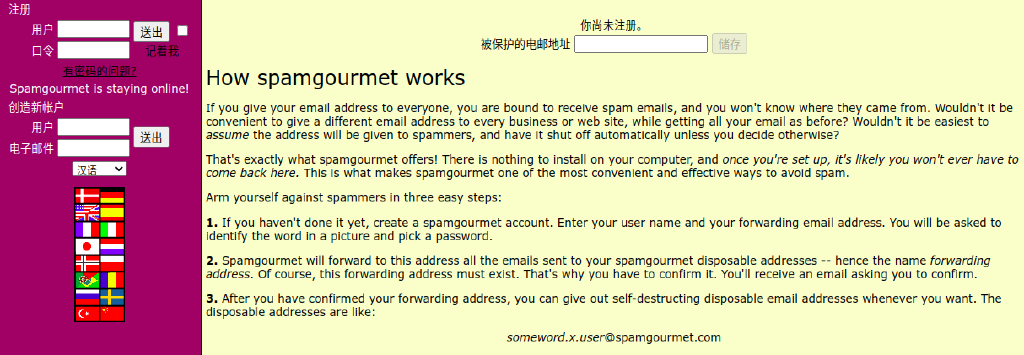 注册
用户 送出
口令 记着我
有密码的问题?
Spamgourmet is staying online!
创造新帐户
用户 送出
电子邮件
汉语
你尚未注册。
被保护的电邮地址 储存
How spamgourmet works
If you give your email address to everyone, you are bound to receive spam emails, and you won't know where they came from. Wouldn't it be
convenient to give a different email address to every business or web site, while getting all your email as before? Wouldn't it be easiest to
assume the address will be given to spammers, and have it shut off automatically unless you decide otherwise?
That's exactly what spamgourmet offers! There is nothing to install on your computer, and once you're set up, it's likely you won't ever have to
come back here. This is what makes spamgourmet one of the most convenient and effective ways to avoid spam.
Arm yourself against spammers in three easy steps:
1. If you haven't done it yet, create a spamgourmet account. Enter your user name and your forwarding email address. You will be asked to
identify the word in a picture and pick a password.
2. Spamgourmet will forward to this address all the emails sent to your spamgourmet disposable addresses -- hence the name forwarding
address. Of course, this forwarding address must exist. That's why you have to confirm it. You'll receive an email asking you to confirm.
3. After you have confirmed your forwarding address, you can give out self-destructing disposable email addresses whenever you want. The
disposable addresses are like:
someword.x.user@spamgourmet.com